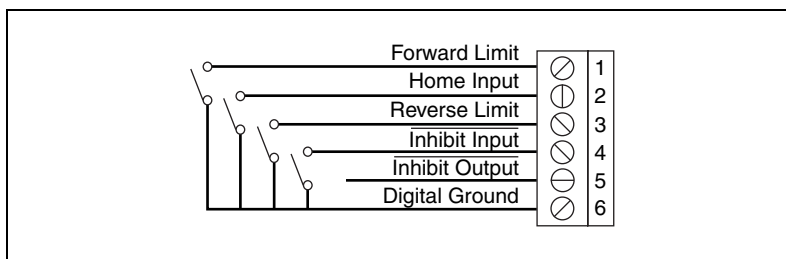 Forward Limit 1
Home Input 2
Reverse Limit 3
Inhibit Input 4
Inhibit Output 5
Digital Ground 6